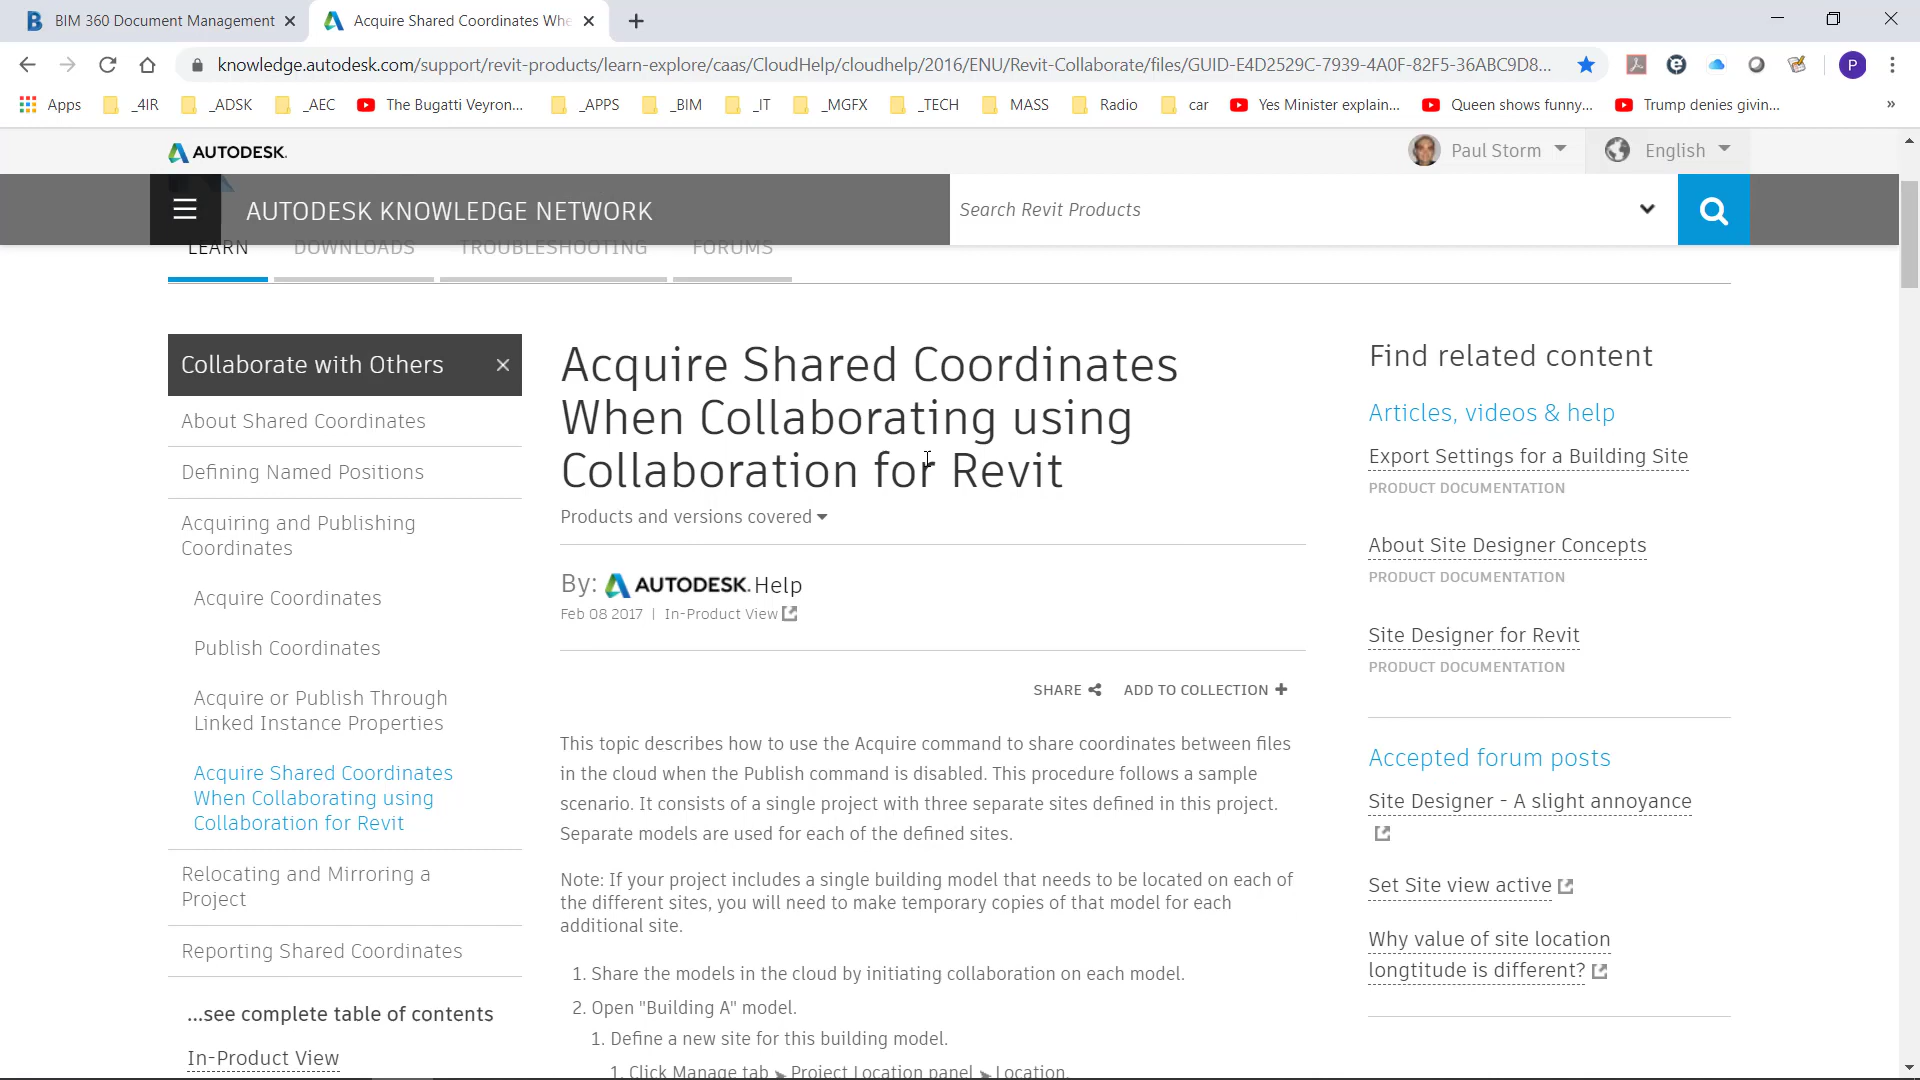 BIM 360 Document Management
Acquire Shared Coordinates Whe
knowledge.autodesk.com/support/revit-products/learn-explore/caas/CloudHelp/cloudhelp/2016/ENU/Revit-Collaborate/files/GUID-E4D2529C-7939-4A0F-82F5-36ABC9D8...
P
Apps _4IR _ADSK _AEC The Bugatti Veyron... _APPS _BIM _IT _MGFX _TECH MASS Radio car Yes Minister explain... Queen shows funny... Trump denies givin... »
AUTODESK. Paul Storm English
AUTODESK KNOWLEDGE NETWORK Search Revit Products
LEARN DOWNLOADS TROUBLESHOOTING FORUMS
Collaborate with Others
About Shared Coordinates
Defining Named Positions
Acquiring and Publishing
Coordinates
Acquire Coordinates
Publish Coordinates
Acquire or Publish Through
Linked Instance Properties
Acquire Shared Coordinates
When Collaborating using
Collaboration for Revit
Relocating and Mirroring a
Project
Reporting Shared Coordinates
...see complete table of contents
In-Product View
Acquire Shared Coordinates
When Collaborating using
Collaboration for Revit
Products and versions covered
By: AUTODESK. Help
Feb 08 2017 | In-Product View
SHARE ADD TO COLLECTION
This topic describes how to use the Acquire command to share coordinates between files
in the cloud when the Publish command is disabled. This procedure follows a sample
scenario. It consists of a single project with three separate sites defined in this project.
Separate models are used for each of the defined sites.
Note: If your project includes a single building model that needs to be located on each of
the different sites, you will need to make temporary copies of that model for each
additional site.
1. Share the models in the cloud by initiating collaboration on each model.
2. Open "Building A" model.
1. Define a new site for this building model.
1. Click Manage tab Project Location panel Location.
Find related content
Articles, videos & help
Export Settings for a Building Site
PRODUCT DOCUMENTATION
About Site Designer Concepts
PRODUCT DOCUMENTATION
Site Designer for Revit
PRODUCT DOCUMENTATION
Accepted forum posts
Site Designer - A slight annoyance
Set Site view active
Why value of site location
longtitude is different?